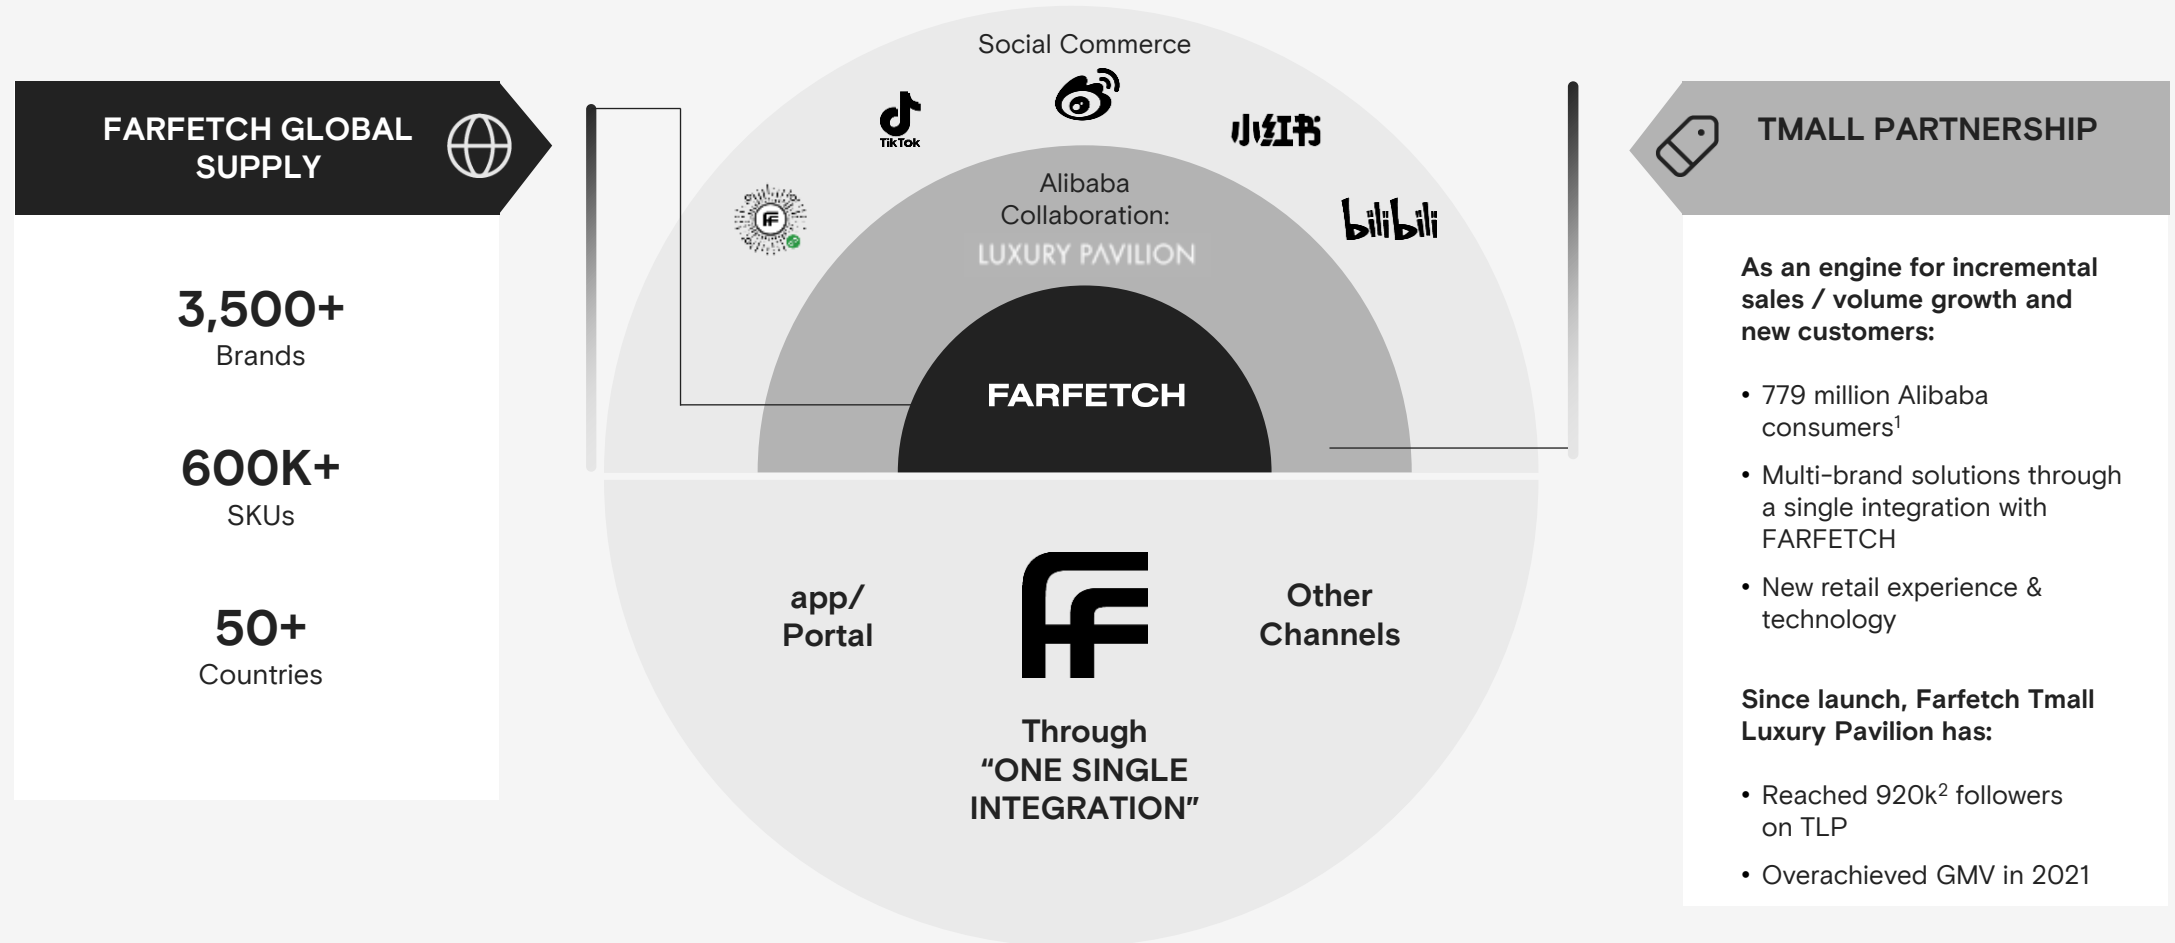 FARFETCH GLOBAL
SUPPLY
3,500+
Brands
600K+
SKUs
50+
Countries
Social Commerce
TikTok
小红书
bilibili
Alibaba
Collaboration:
LUXURY PAVILION
FARFETCH
app/
Portal
Other
Channels
Through
“ONE SINGLE
INTEGRATION”
TMALL PARTNERSHIP
As an engine for incremental
sales / volume growth and
new customers:
• 779 million Alibaba
consumers¹
• Multi-brand solutions through
a single integration with
FARFETCH
• New retail experience &
technology
Since launch, Farfetch Tmall
Luxury Pavilion has:
• Reached 920k² followers
on TLP
• Overachieved GMV in 2021